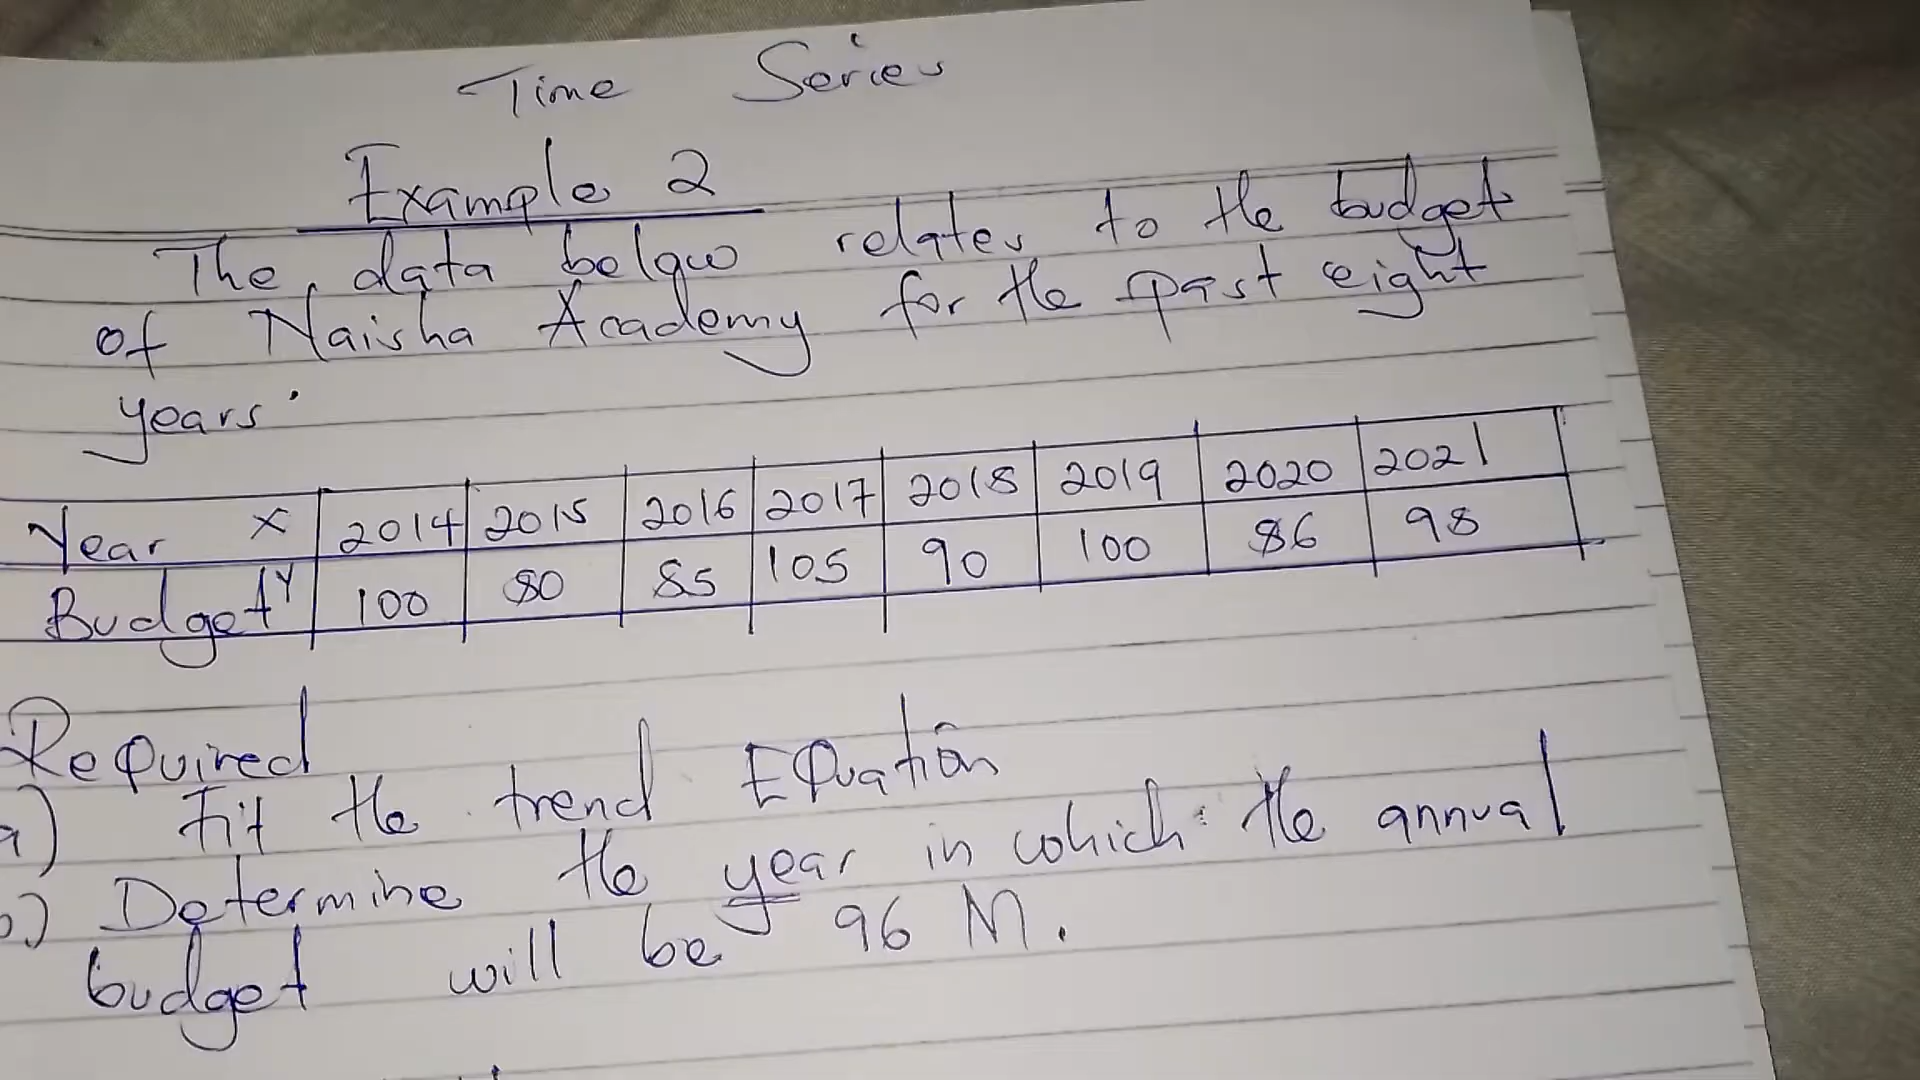 Time Series
Example 2
The data below relates to the budget
of Naisha Academy for the past eight
years.
Year X 2014 2015 2016 2017 2018 2019 2020 2021
Budget Y 100 80 85 105 90 100 86 98
Required
a) Fit the trend Equation
b) Determine the year in which the annual
budget will be 96 M.